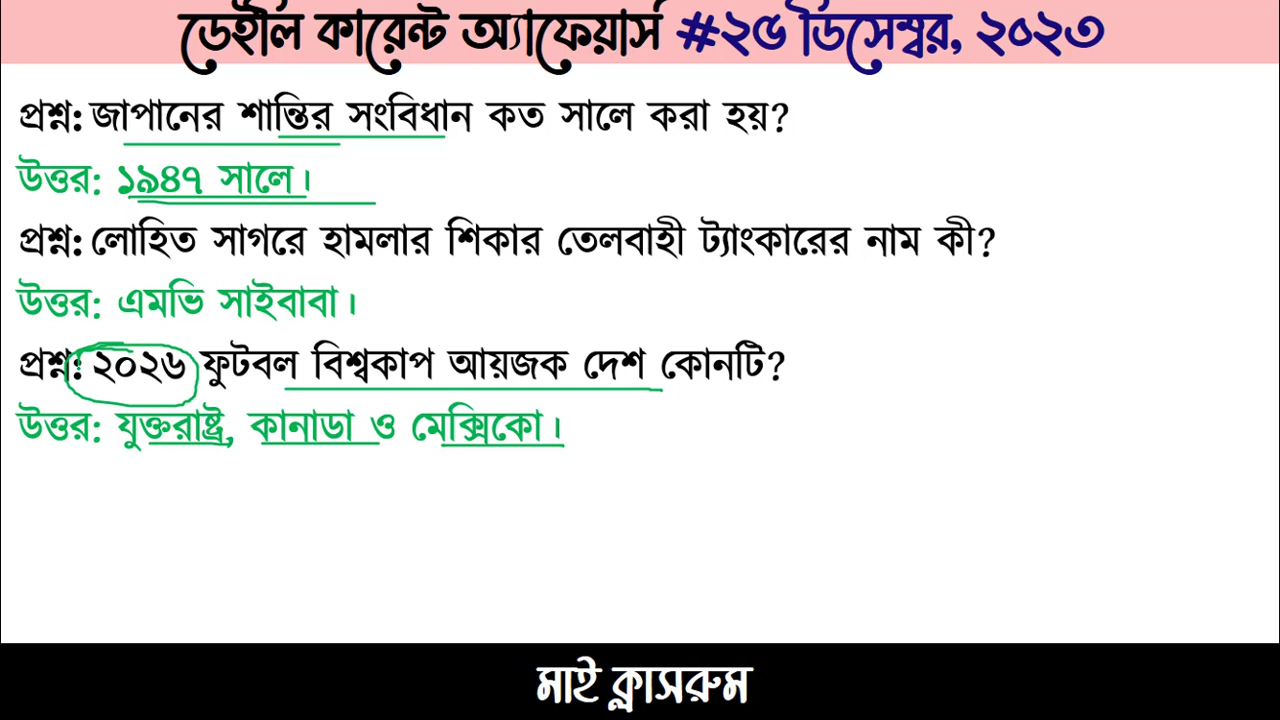 ডেইলি কারেন্ট অ্যাফেয়ার্স #২৫ ডিসেম্বর, ২০২৩
প্রশ্ন: জাপানের শান্তির সংবিধান কত সালে করা হয়?
উত্তর: ১৯৪৭ সালে।
প্রশ্ন: লোহিত সাগরে হামলার শিকার তেলবাহী ট্যাংকারের নাম কী?
উত্তর: এমভি সাইবাবা।
প্রশ্ন: ২০২৬ ফুটবল বিশ্বকাপ আয়জক দেশ কোনটি?
উত্তর: যুক্তরাষ্ট্র, কানাডা ও মেক্সিকো।
মাই ক্লাসরুম